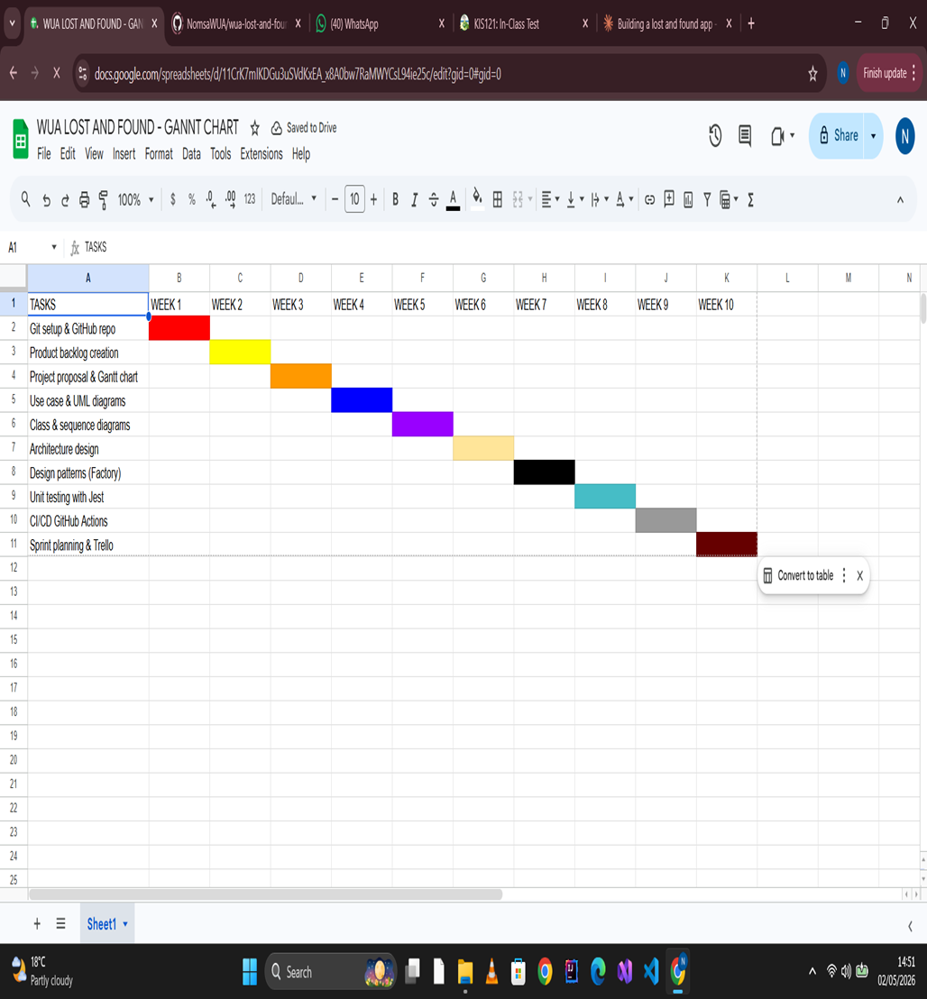 WUA LOST AND FOUND - GAN
NomsaWUA/wua-lost-and-four
(40) WhatsApp
KIS121: In-Class Test
Building a lost and found app -
docs.google.com/spreadsheets/d/11CrK7mIKDGu3uSVdKxEA_x8A0bw7RaMWYCsL94ie25c/edit?gid=0#gid=0
N
Finish update
WUA LOST AND FOUND - GANNT CHART
Saved to Drive
File Edit View Insert Format Data Tools Extensions Help
Share
N
100% $ % .0 .00 123 Defaul... − 10 + B I S A Σ
A1 fx TASKS
A B C D E F G H I J K L M N
1 TASKS WEEK 1 WEEK 2 WEEK 3 WEEK 4 WEEK 5 WEEK 6 WEEK 7 WEEK 8 WEEK 9 WEEK 10
2 Git setup & GitHub repo
3 Product backlog creation
4 Project proposal & Gantt chart
5 Use case & UML diagrams
6 Class & sequence diagrams
7 Architecture design
8 Design patterns (Factory)
9 Unit testing with Jest
10 CI/CD GitHub Actions
11 Sprint planning & Trello
12
Convert to table
13
14
15
16
17
18
19
20
21
22
23
24
25
Sheet1
18°C
Partly cloudy
Search
14:51
02/05/2026